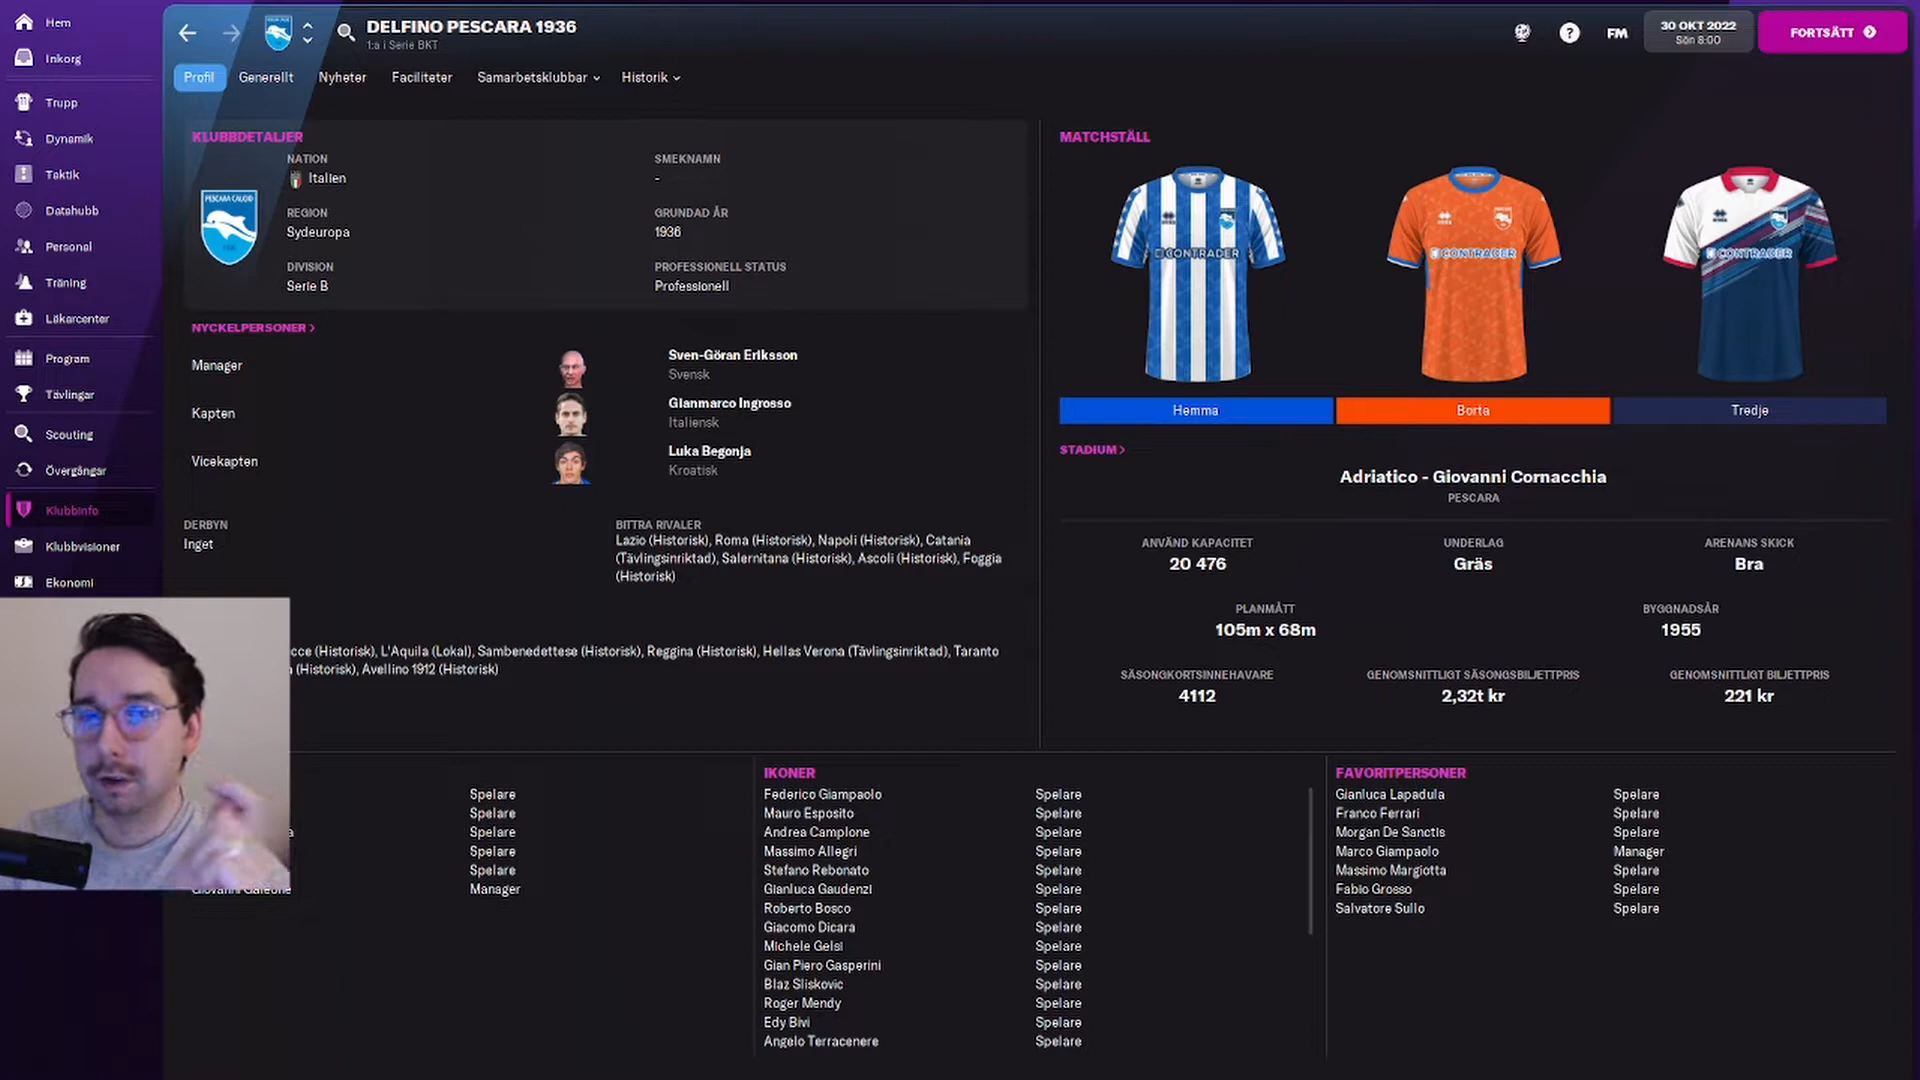 Hem
Inkorg
Trupp
Dynamik
Taktik
Datahubb
Personal
Träning
Läkarcenter
Program
Tävlingar
Scouting
Övergångar
Klubbinfo
Klubbvisioner
Ekonomi
DELFINO PESCARA 1936
1:a i Serie BKT
FM
30 OKT 2022
Sön 8:00
FORTSÄTT
Profil Generellt Nyheter Faciliteter Samarbetsklubbar Historik
KLUBBDETALJER
PESCARA CALCIO
1936
NATION
Italien
SMEKNAMN
-
REGION
Sydeuropa
GRUNDAD ÅR
1936
DIVISION
Serie B
PROFESSIONELL STATUS
Professionell
NYCKELPERSONER >
Manager
Sven-Göran Eriksson
Svensk
Kapten
Gianmarco Ingrosso
Italiensk
Vicekapten
Luka Begonja
Kroatisk
DERBYN
Inget
BITTRA RIVALER
Lazio (Historisk), Roma (Historisk), Napoli (Historisk), Catania
(Tävlingsinriktad), Salernitana (Historisk), Ascoli (Historisk), Foggia
(Historisk)
cce (Historisk), L'Aquila (Lokal), Sambenedettese (Historisk), Reggina (Historisk), Hellas Verona (Tävlingsinriktad), Taranto
(Historisk), Avellino 1912 (Historisk)
MATCHSTÄLL
CONTRADER CONTRADER CONTRADER
Hemma Borta Tredje
STADIUM >
Adriatico - Giovanni Cornacchia
PESCARA
ANVÄND KAPACITET
20 476
UNDERLAG
Gräs
ARENANS SKICK
Bra
PLANMÅTT
105m x 68m
BYGGNADSÅR
1955
SÄSONGKORTSINNEHAVARE
4112
GENOMSNITTLIGT SÄSONGSBILJETTPRIS
2,32t kr
GENOMSNITTLIGT BILJETTPRIS
221 kr
Spelare
Spelare
Spelare
Spelare
Spelare
Giovanni Galeone Manager
IKONER
Federico Giampaolo Spelare
Mauro Esposito Spelare
Andrea Camplone Spelare
Massimo Allegri Spelare
Stefano Rebonato Spelare
Gianluca Gaudenzi Spelare
Roberto Bosco Spelare
Giacomo Dicara Spelare
Michele Gelsi Spelare
Gian Piero Gasperini Spelare
Blaz Sliskovic Spelare
Roger Mendy Spelare
Edy Bivi Spelare
Angelo Terracenere Spelare
FAVORITPERSONER
Gianluca Lapadula Spelare
Franco Ferrari Spelare
Morgan De Sanctis Spelare
Marco Giampaolo Manager
Massimo Margiotta Spelare
Fabio Grosso Spelare
Salvatore Sullo Spelare